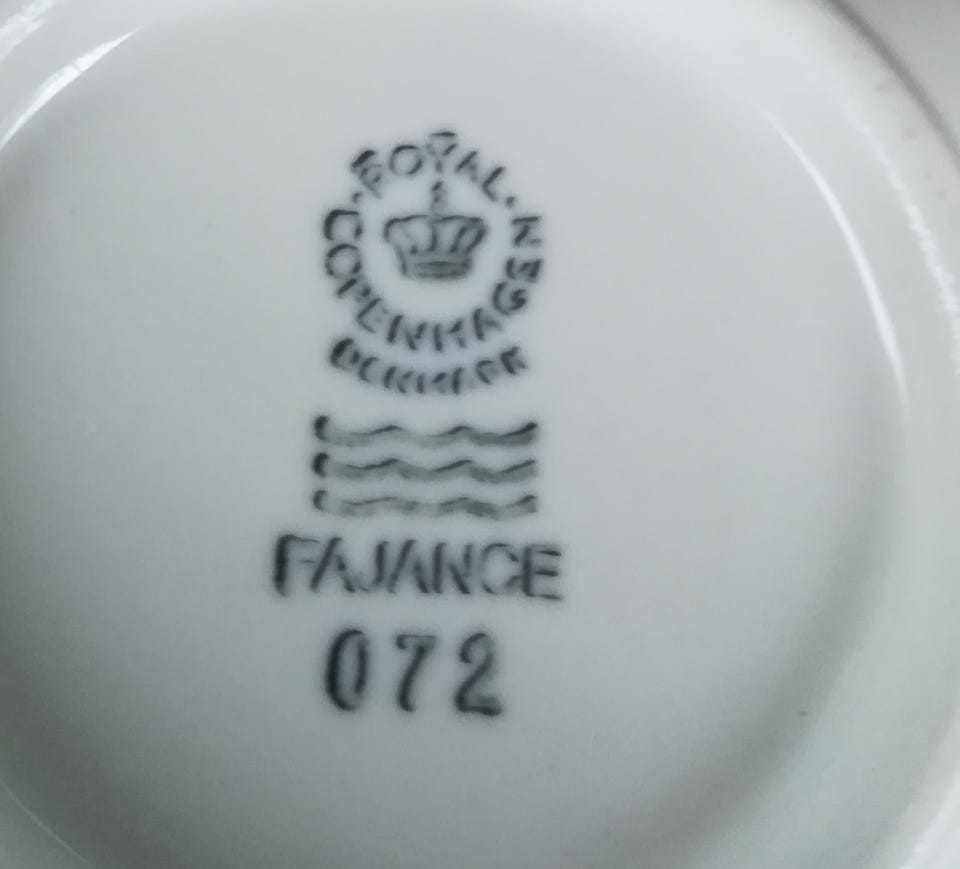 ROYAL
COPENHAGEN
DENMARK
FAJANCE
072